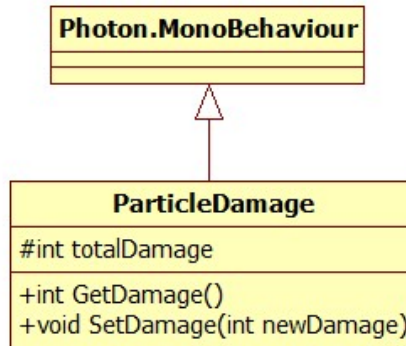 Photon.MonoBehaviour
ParticleDamage
#int totalDamage
+int GetDamage()
+void SetDamage(int newDamage)